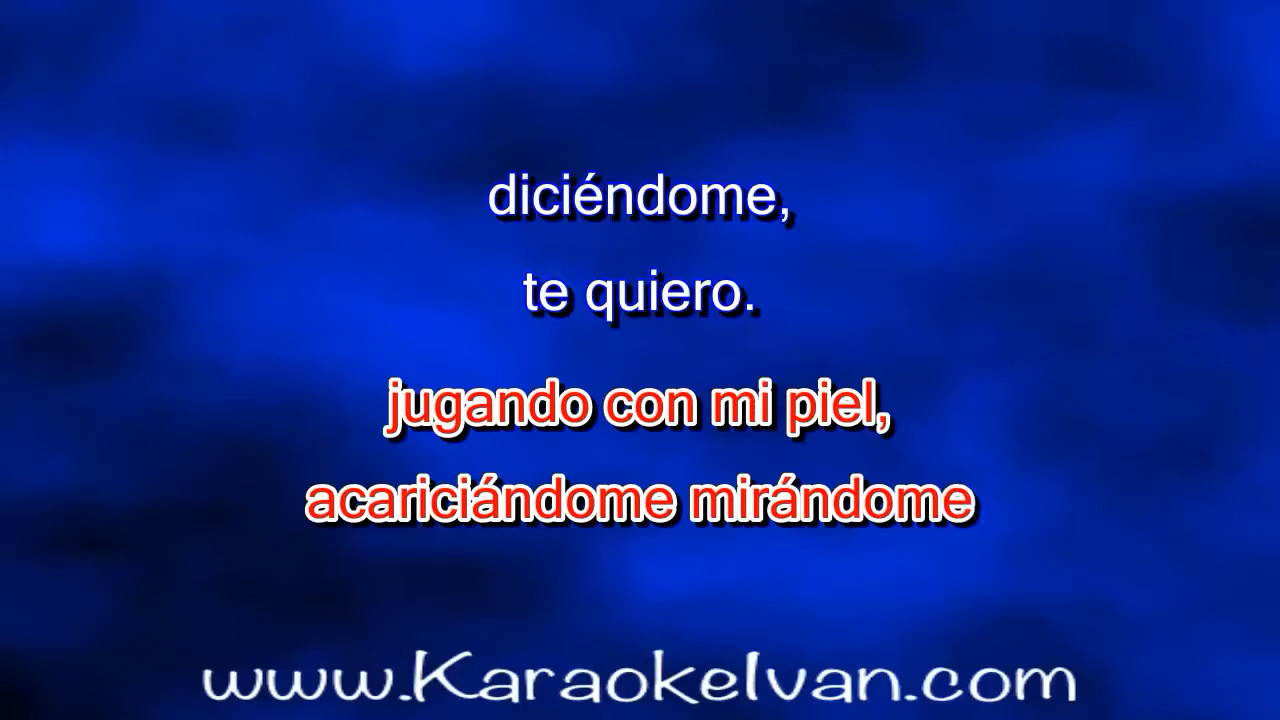 diciéndome,
te quiero.
jugando con mi piel,
acariciándome mirándome
www.KaraokeIvan.com